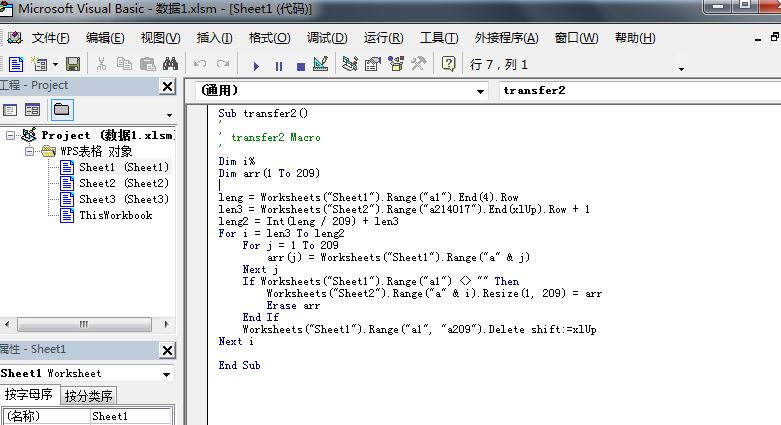 Microsoft Visual Basic - 数据1.xlsm - [Sheet1 (代码)]
文件(F) 编辑(E) 视图(V) 插入(I) 格式(O) 调试(D) 运行(R) 工具(T) 外接程序(A) 窗口(W) 帮助(H)
行 7 , 列 1
工程 - Project
Project (数据1.xlsm)
WPS表格 对象
Sheet1 (Sheet1)
Sheet2 (Sheet2)
Sheet3 (Sheet3)
ThisWorkbook
属性 - Sheet1
Sheet1 Worksheet
按字母序 按分类序
(名称) Sheet1
(通用) transfer2
Sub transfer2()
'
' transfer2 Macro
'
Dim i%
Dim arr(1 To 209)
leng = Worksheets("Sheet1").Range("a1").End(4).Row
len3 = Worksheets("Sheet2").Range("a214017").End(xlUp).Row + 1
leng2 = Int(leng / 209) + len3
For i = len3 To leng2
For j = 1 To 209
arr(j) = Worksheets("Sheet1").Range("a" & j)
Next j
If Worksheets("Sheet1").Range("a1") <> "" Then
Worksheets("Sheet2").Range("a" & i).Resize(1, 209) = arr
Erase arr
End If
Worksheets("Sheet1").Range("a1", "a209").Delete shift:=xlUp
Next i
End Sub